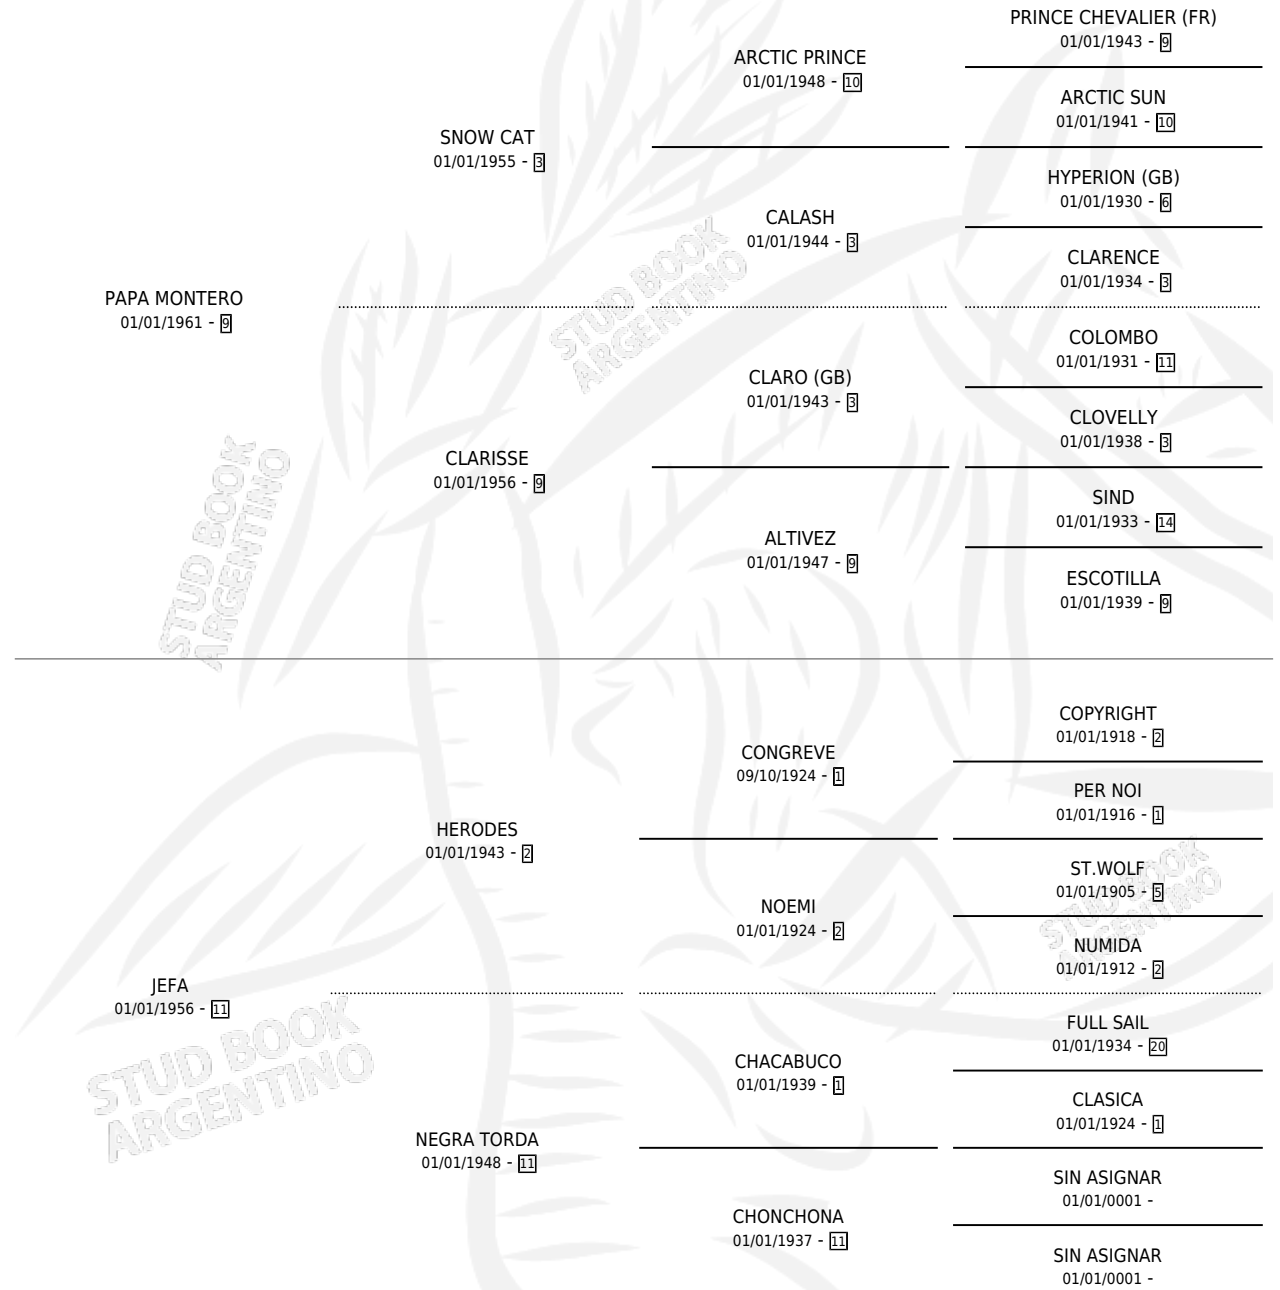 PRINCE CHEVALIER (FR)
01/01/1943 - 9
ARCTIC PRINCE
01/01/1948 - 10
ARCTIC SUN
01/01/1941 - 10
SNOW CAT
01/01/1955 - 3
HYPERION (GB)
01/01/1930 - 6
CALASH
01/01/1944 - 3
CLARENCE
01/01/1934 - 3
PAPA MONTERO
01/01/1961 - 9
COLOMBO
01/01/1931 - 11
CLARO (GB)
01/01/1943 - 3
CLOVELLY
01/01/1938 - 3
CLARISSE
01/01/1956 - 9
SIND
01/01/1933 - 14
ALTIVEZ
01/01/1947 - 9
ESCOTILLA
01/01/1939 - 9
COPYRIGHT
01/01/1918 - 2
CONGREVE
09/10/1924 - 1
PER NOI
01/01/1916 - 1
HERODES
01/01/1943 - 2
ST.WOLF
01/01/1905 - 5
NOEMI
01/01/1924 - 2
NUMIDA
01/01/1912 - 2
JEFA
01/01/1956 - 11
FULL SAIL
01/01/1934 - 20
CHACABUCO
01/01/1939 - 1
CLASICA
01/01/1924 - 1
NEGRA TORDA
01/01/1948 - 11
SIN ASIGNAR
01/01/0001 -
CHONCHONA
01/01/1937 - 11
SIN ASIGNAR
01/01/0001 -
STUD BOOK
ARGENTINO
STUD BOOK
ARGENTINO
STUD BOOK
ARGENTINO
STUD BOOK
ARGENTINO